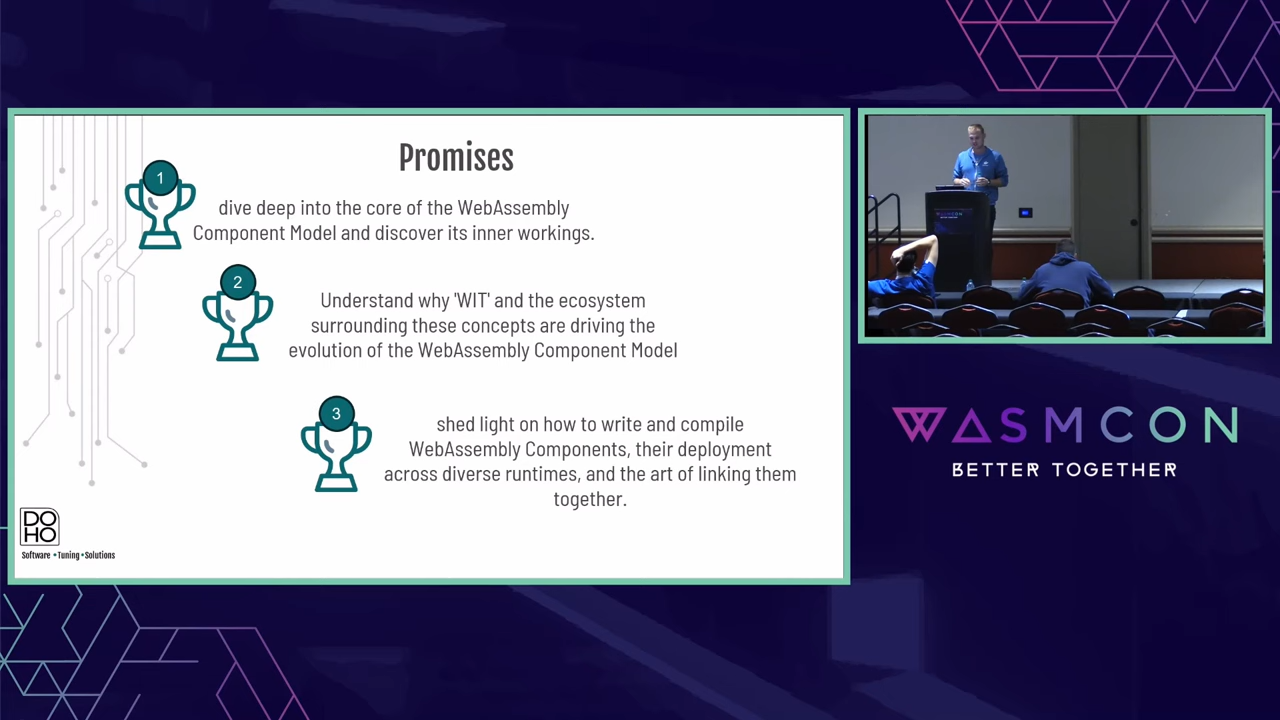 Promises
1
dive deep into the core of the WebAssembly
Component Model and discover its inner workings.
2
Understand why 'WIT' and the ecosystem
surrounding these concepts are driving the
evolution of the WebAssembly Component Model
3
shed light on how to write and compile
WebAssembly Components, their deployment
across diverse runtimes, and the art of linking them
together.
DO
HO
Software • Tuning • Solutions
WASMCON
WASMCON
BETTER TOGETHER